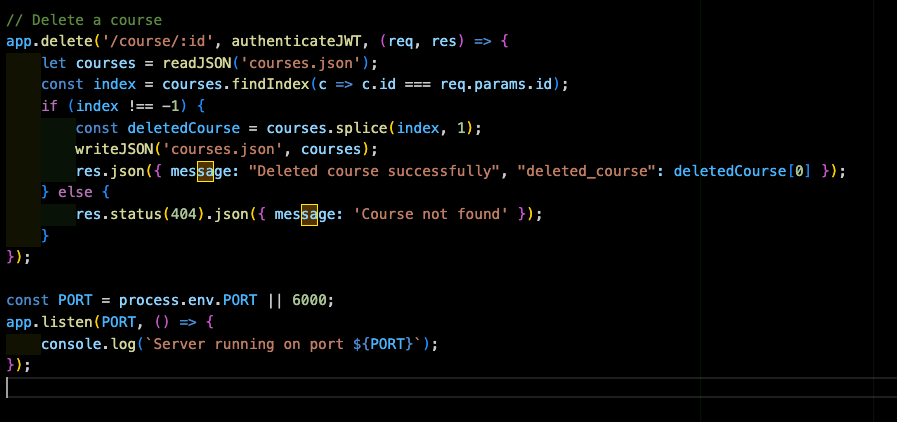 // Delete a course
app.delete('/course/:id', authenticateJWT, (req, res) => {
    let courses = readJSON('courses.json');
    const index = courses.findIndex(c => c.id === req.params.id);
    if (index !== -1) {
        const deletedCourse = courses.splice(index, 1);
        writeJSON('courses.json', courses);
        res.json({ message: "Deleted course successfully", "deleted_course": deletedCourse[0] });
    } else {
        res.status(404).json({ message: 'Course not found' });
    }
});

const PORT = process.env.PORT || 6000;
app.listen(PORT, () => {
    console.log(`Server running on port ${PORT}`);
});